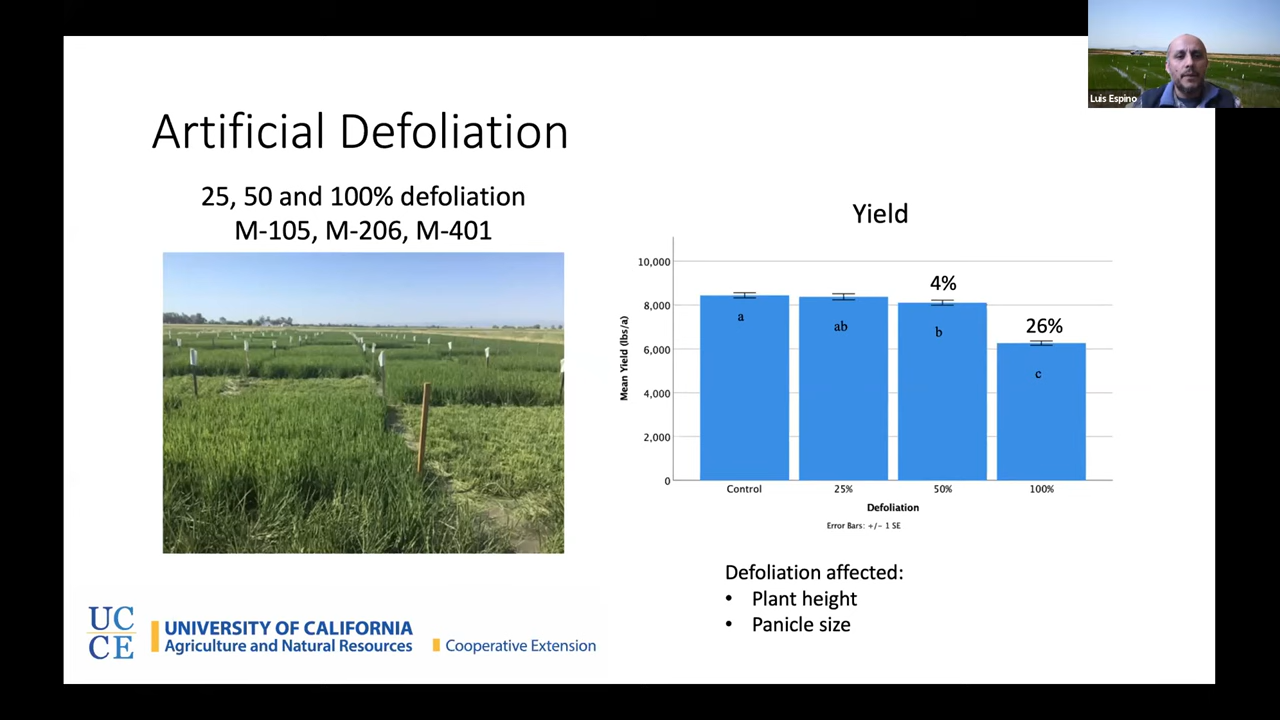 Luis Espino
Artificial Defoliation
25, 50 and 100% defoliation
M-105, M-206, M-401
Yield
10,000
8,000
6,000
4,000
2,000
0
Mean Yield (lbs/a)
4%
26%
a
ab
b
c
Control
25%
50%
100%
Defoliation
Error Bars: +/- 1 SE
Defoliation affected:
• Plant height
• Panicle size
UC
CE
UNIVERSITY OF CALIFORNIA
Agriculture and Natural Resources
Cooperative Extension